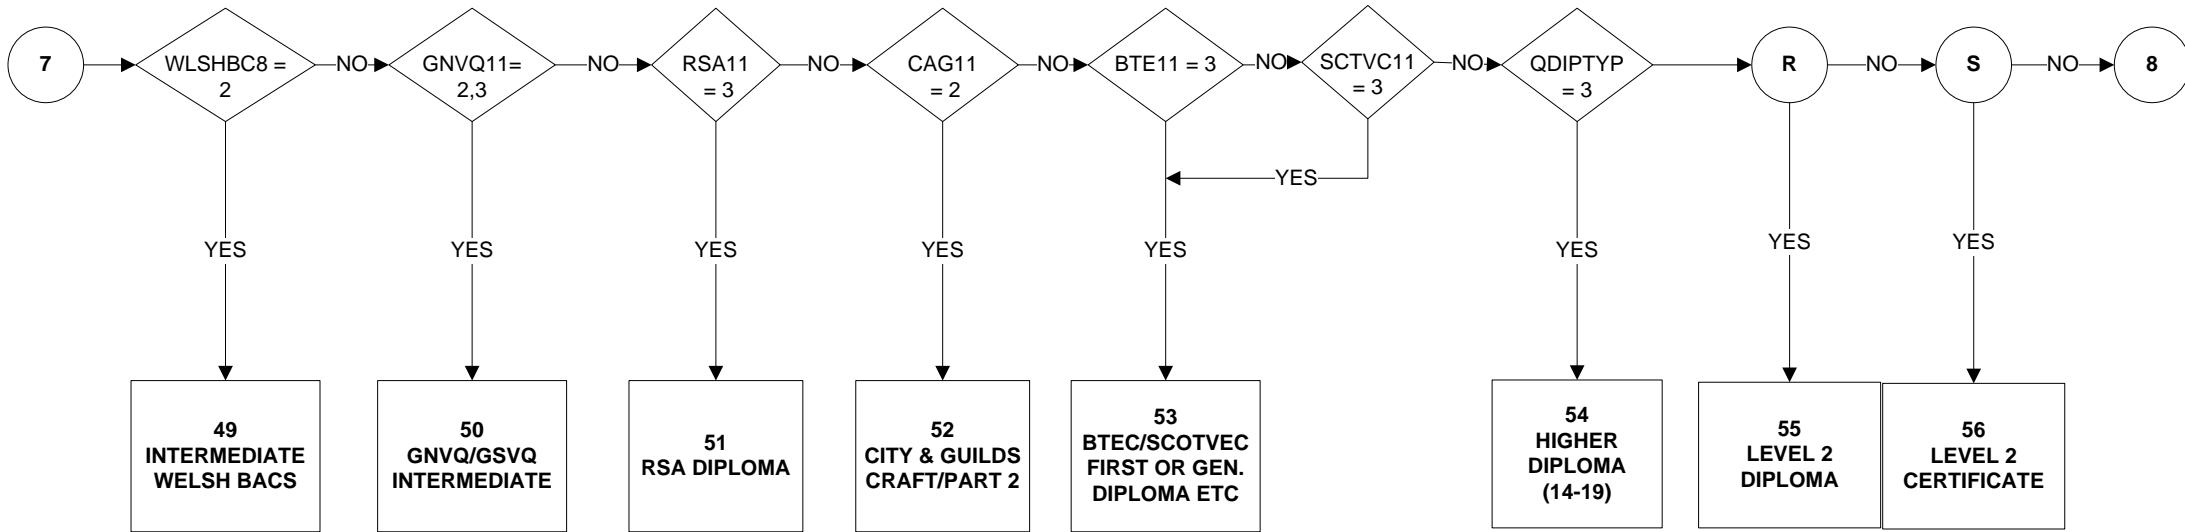 7
WLSHBC8 =
2
NO
GNVQ11=
2,3
NO
RSA11
= 3
NO
CAG11
= 2
NO
BTE11 = 3
NO
SCTVC11
= 3
NO
QDIPTYP
= 3
R
NO
S
NO
8
YES
YES
YES
YES
YES
YES
YES
YES
YES
49
INTERMEDIATE
WELSH BACS
50
GNVQ/GSVQ
INTERMEDIATE
51
RSA DIPLOMA
52
CITY & GUILDS
CRAFT/PART 2
53
BTEC/SCOTVEC
FIRST OR GEN.
DIPLOMA ETC
54
HIGHER
DIPLOMA
(14-19)
55
LEVEL 2
DIPLOMA
56
LEVEL 2
CERTIFICATE